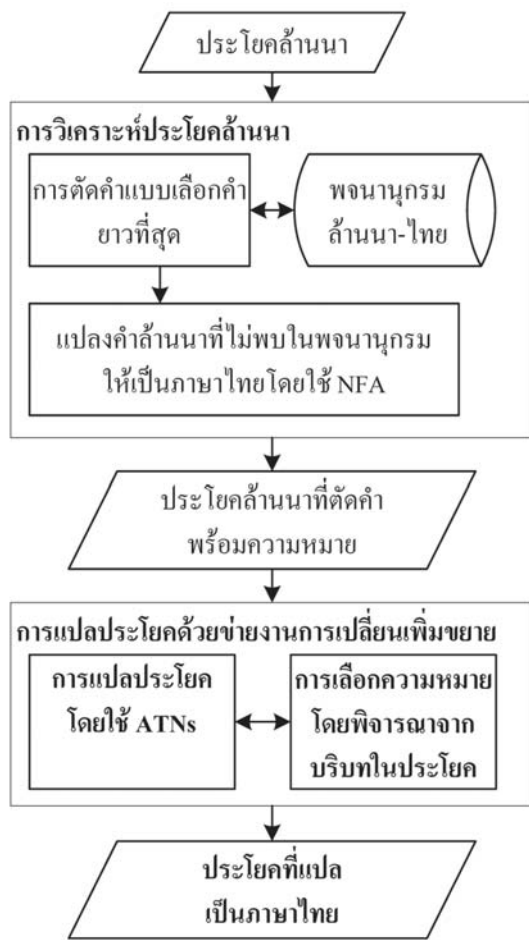 ประโยคล้านนา
การวิเคราะห์ประโยคล้านนา
การตัดคำแบบเลือกคำ
ยาวที่สุด
พจนานุกรม
ล้านนา-ไทย
แปลงคำล้านนาที่ไม่พบในพจนานุกรม
ให้เป็นภาษาไทยโดยใช้ NFA
ประโยคล้านนาที่ตัดคำ
พร้อมความหมาย
การแปลประโยคด้วยข่ายงานการเปลี่ยนเพิ่มขยาย
การแปลประโยค
โดยใช้ ATNs
การเลือกความหมาย
โดยพิจารณาจาก
บริบทในประโยค
ประโยคที่แปล
เป็นภาษาไทย